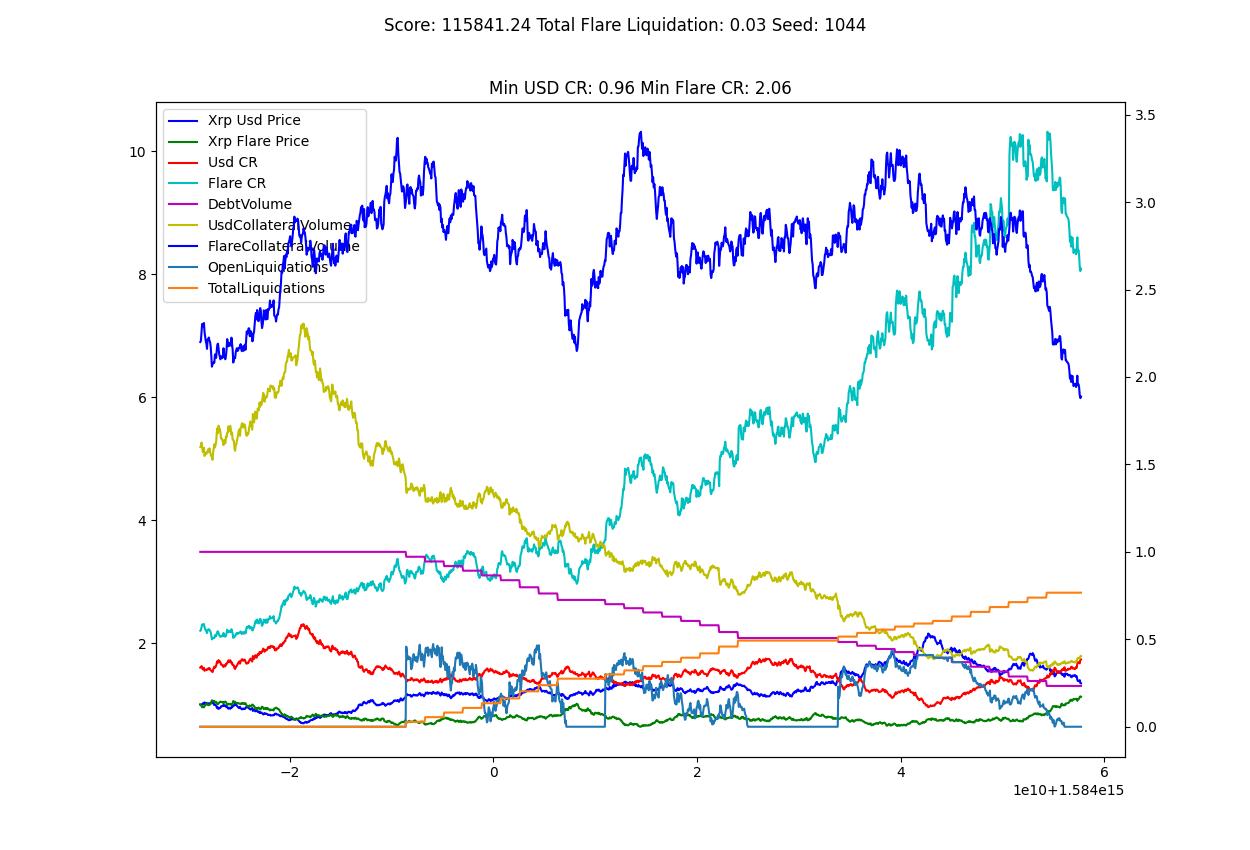 Score: 115841.24 Total Flare Liquidation: 0.03 Seed: 1044
Min USD CR: 0.96 Min Flare CR: 2.06
Xrp Usd Price
Xrp Flare Price
Usd CR
Flare CR
DebtVolume
UsdCollateralVolume
FlareCollateralVolume
OpenLiquidations
TotalLiquidations
10
8
6
4
2
3.5
3.0
2.5
2.0
1.5
1.0
0.5
0.0
−2
0
2
4
6
1e10+1.584e15